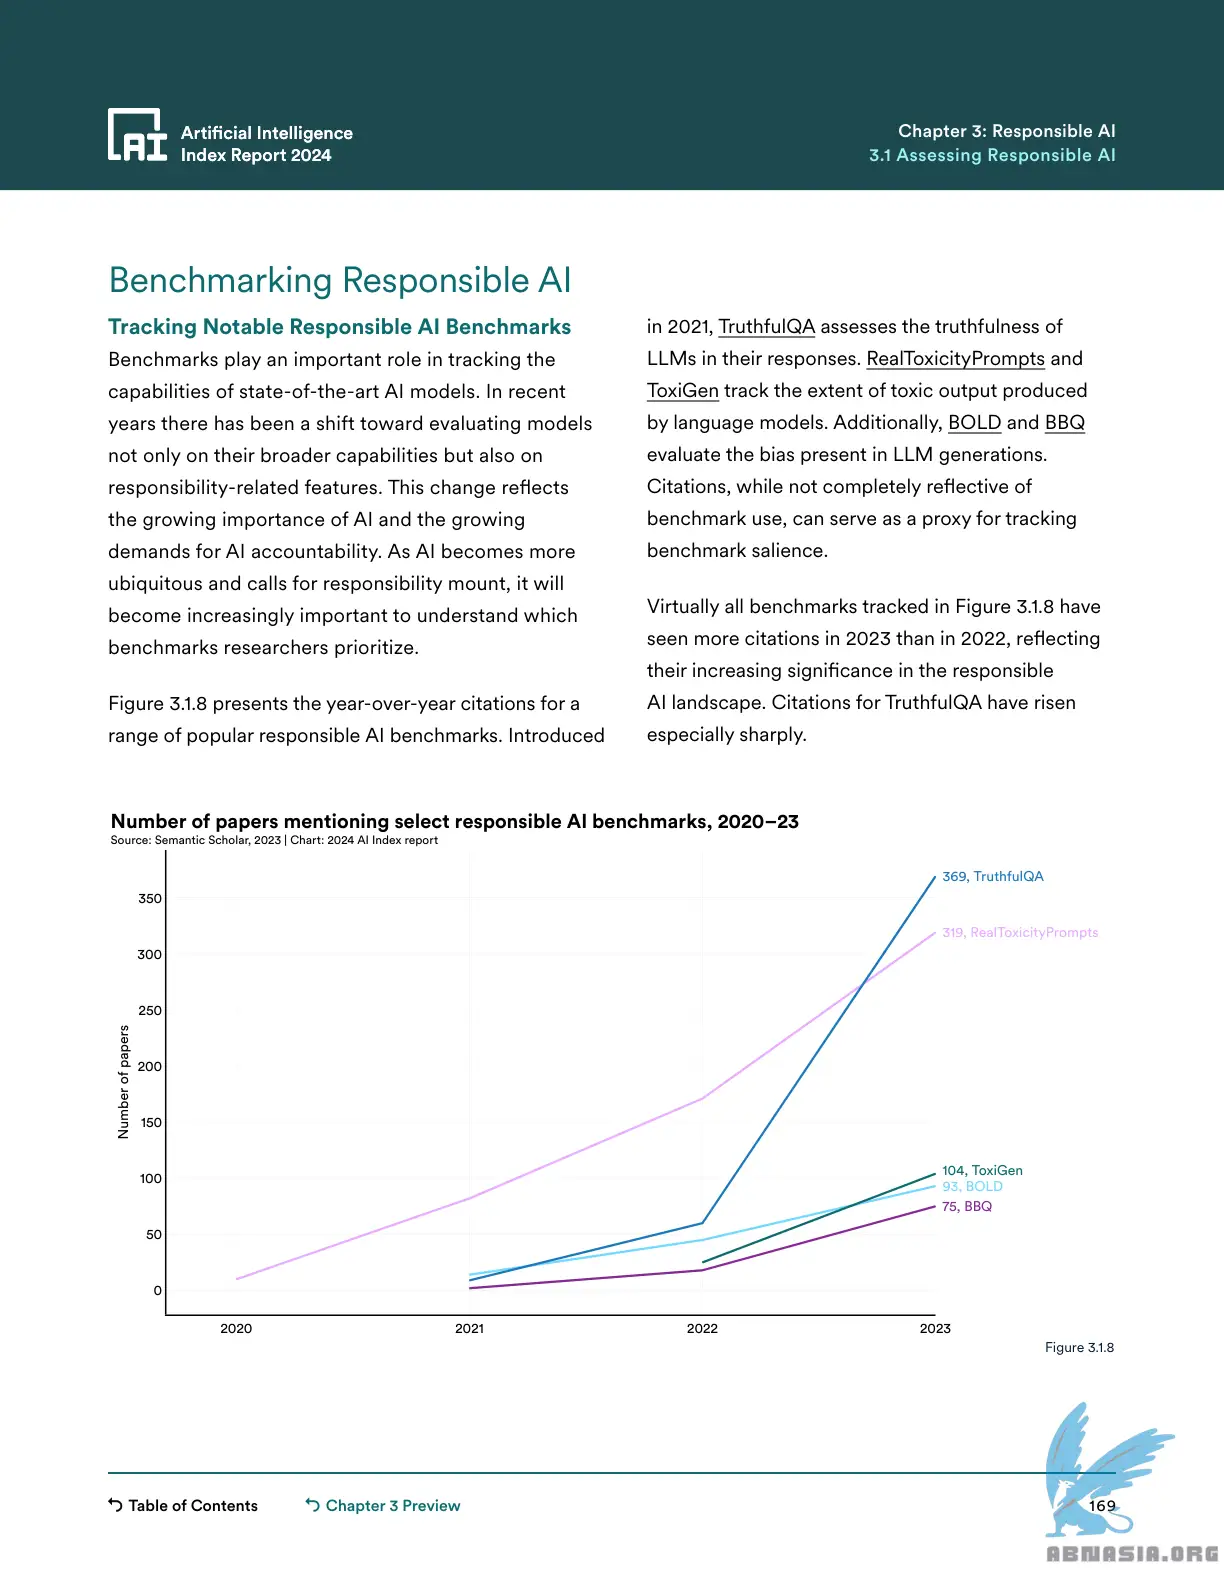 Artificial Intelligence
Index Report 2024
Chapter 3: Responsible AI
3.1 Assessing Responsible AI
Benchmarking Responsible AI
Tracking Notable Responsible AI Benchmarks
Benchmarks play an important role in tracking the
capabilities of state-of-the-art AI models. In recent
years there has been a shift toward evaluating models
not only on their broader capabilities but also on
responsibility-related features. This change reflects
the growing importance of AI and the growing
demands for AI accountability. As AI becomes more
ubiquitous and calls for responsibility mount, it will
become increasingly important to understand which
benchmarks researchers prioritize.
Figure 3.1.8 presents the year-over-year citations for a
range of popular responsible AI benchmarks. Introduced
in 2021, TruthfulQA assesses the truthfulness of
LLMs in their responses. RealToxicityPrompts and
ToxiGen track the extent of toxic output produced
by language models. Additionally, BOLD and BBQ
evaluate the bias present in LLM generations.
Citations, while not completely reflective of
benchmark use, can serve as a proxy for tracking
benchmark salience.
Virtually all benchmarks tracked in Figure 3.1.8 have
seen more citations in 2023 than in 2022, reflecting
their increasing significance in the responsible
AI landscape. Citations for TruthfulQA have risen
especially sharply.
Number of papers mentioning select responsible AI benchmarks, 2020–23
Source: Semantic Scholar, 2023 | Chart: 2024 AI Index report
369, TruthfulQA
350
319, RealToxicityPrompts
300
250
200
150
100
50
0
Number of papers
104, ToxiGen
93, BOLD
75, BBQ
2020
2021
2022
2023
Figure 3.1.8
Table of Contents
Chapter 3 Preview
169
ABNASIA.ORG